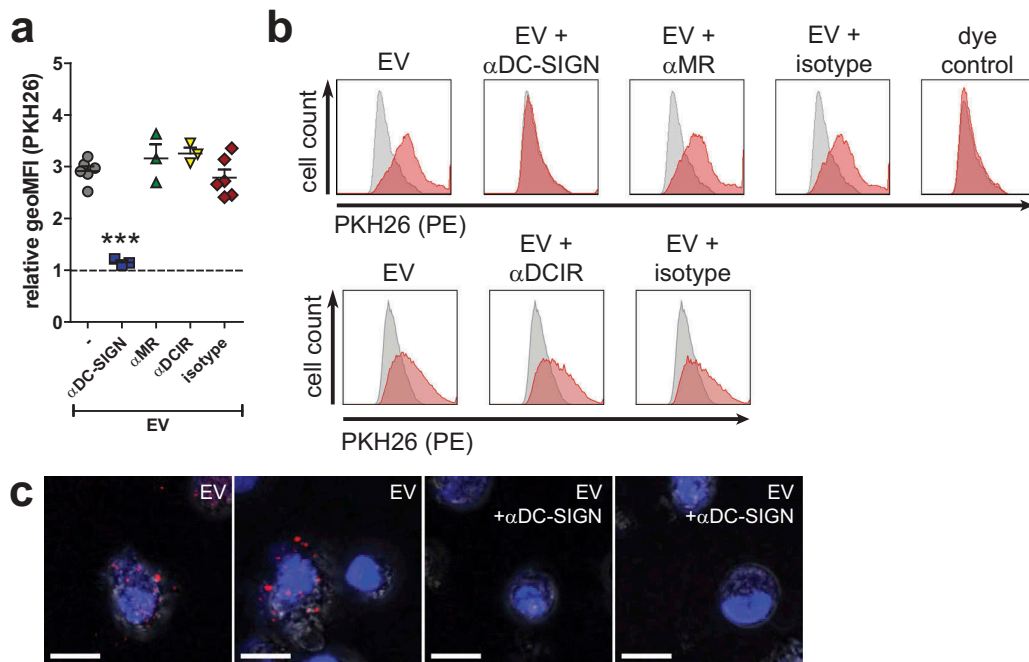 a
relative geoMFI (PKH26)
5
4
3
2
1
0
***
-
αDC-SIGN
αMR
αDCIR
isotype
EV
b
EV
EV +
αDC-SIGN
EV +
αMR
EV +
isotype
dye
control
cell count
PKH26 (PE)
EV
EV +
αDCIR
EV +
isotype
cell count
PKH26 (PE)
c
EV
EV
EV
+αDC-SIGN
EV
+αDC-SIGN